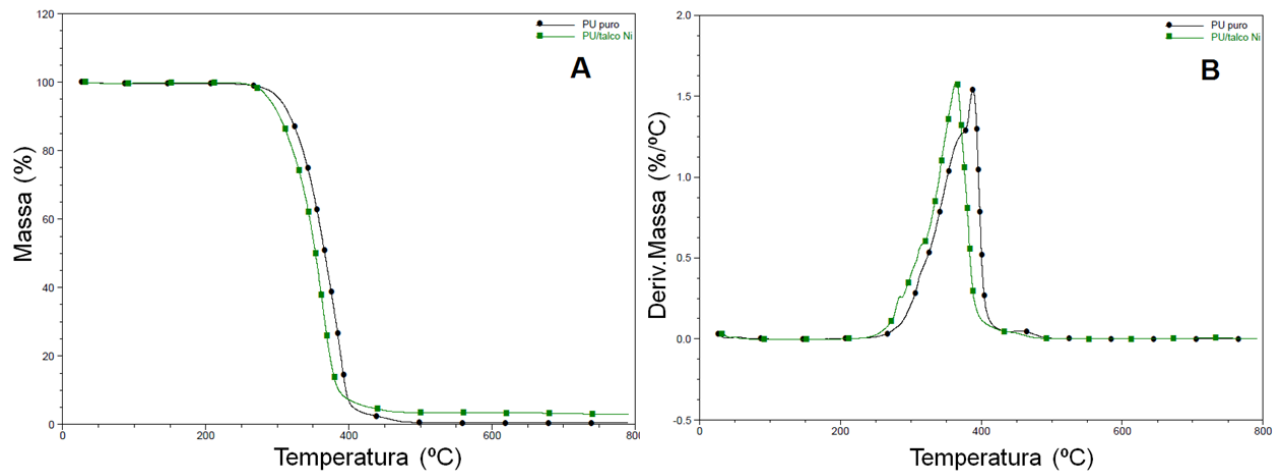 120
100
80
60
40
20
0
Massa (%)
0 200 400 600 800
Temperatura (ºC)
PU puro
PU/talco Ni
A
2.0
1.5
1.0
0.5
0.0
-0.5
Deriv.Massa (%/ºC)
0 200 400 600 800
Temperatura (ºC)
PU puro
PU/talco Ni
B